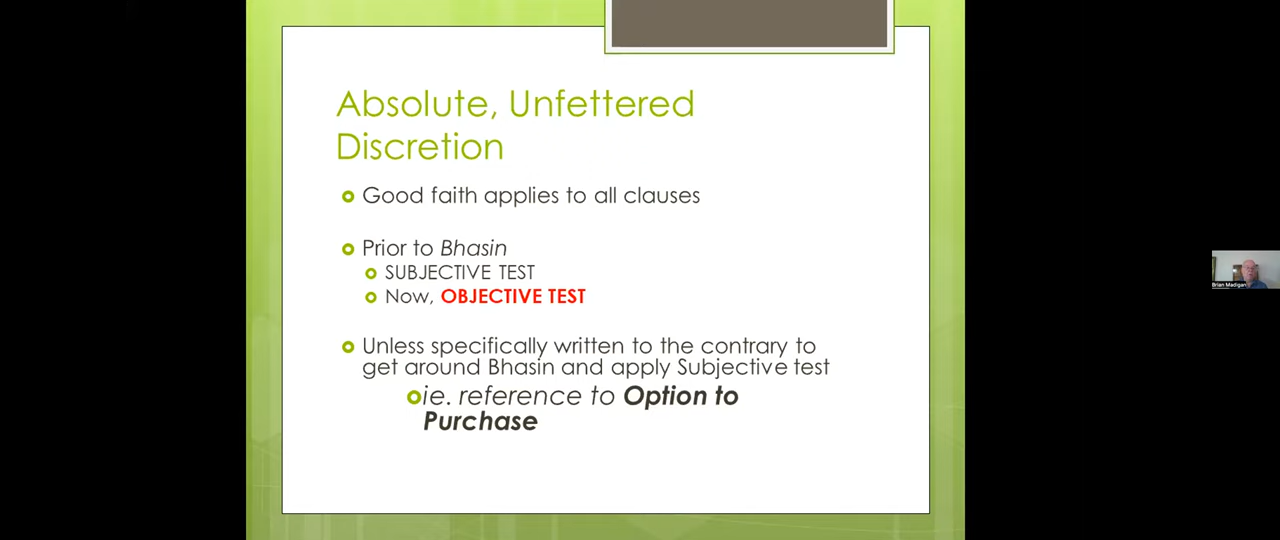 Absolute, Unfettered
Discretion
Good faith applies to all clauses
Prior to Bhasin
SUBJECTIVE TEST
Now, OBJECTIVE TEST
Unless specifically written to the contrary to
get around Bhasin and apply Subjective test
ie. reference to Option to
Purchase
Brian Madigan